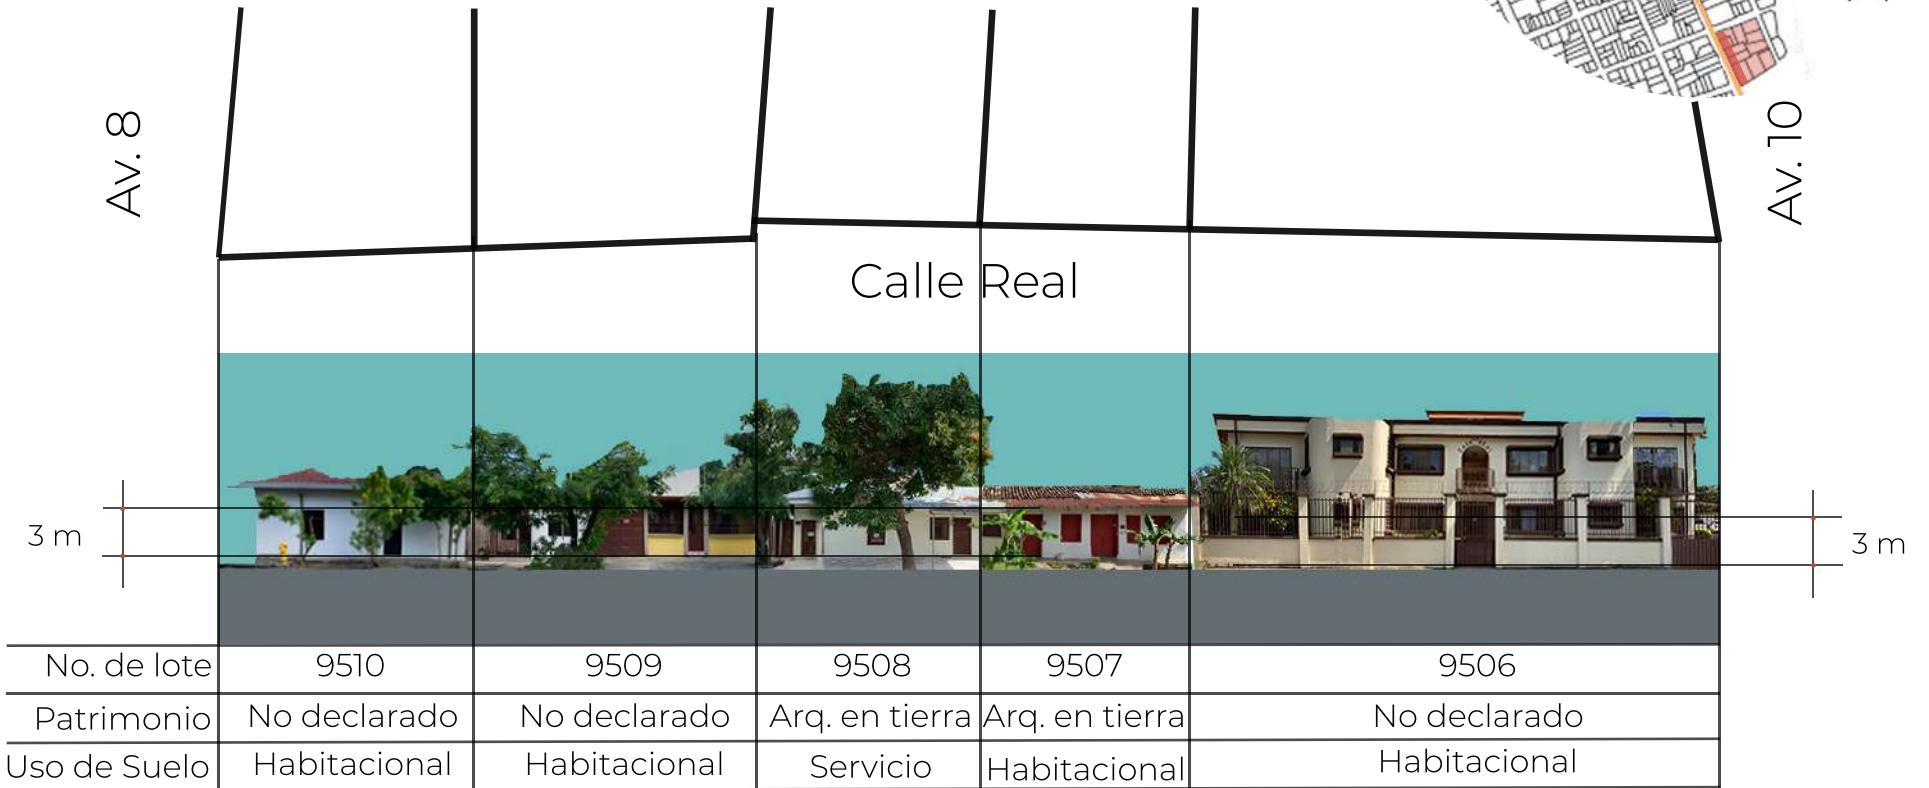 Av. 8
Av. 10
Calle Real
3 m
3 m
No. de lote 9510 9509 9508 9507 9506
Patrimonio No declarado No declarado Arq. en tierra Arq. en tierra No declarado
Uso de Suelo Habitacional Habitacional Servicio Habitacional Habitacional